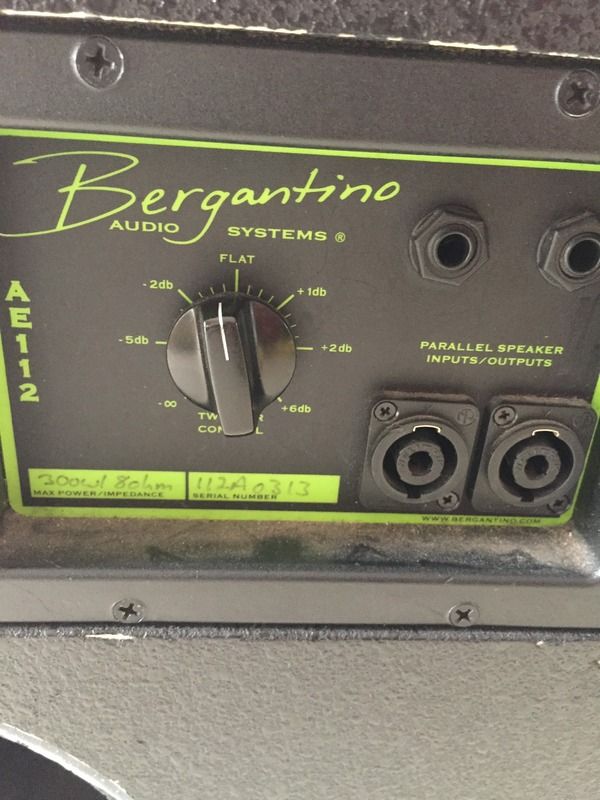 Bergantino
AUDIO SYSTEMS ®
AE112
FLAT
-2db
+1db
-5db
+2db
-∞
+6db
CONTROL
PARALLEL SPEAKER
INPUTS/OUTPUTS
300w/8ohm
MAX POWER/IMPEDANCE
112A0313
SERIAL NUMBER
WWW.BERGANTINO.COM